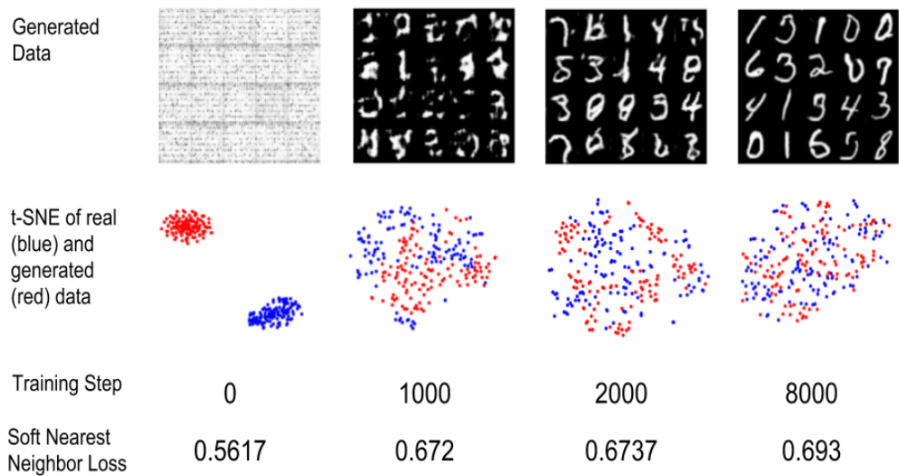 Generated
Data
t-SNE of real
(blue) and
generated
(red) data
Training Step
0 1000 2000 8000
Soft Nearest
Neighbor Loss
0.5617 0.672 0.6737 0.693